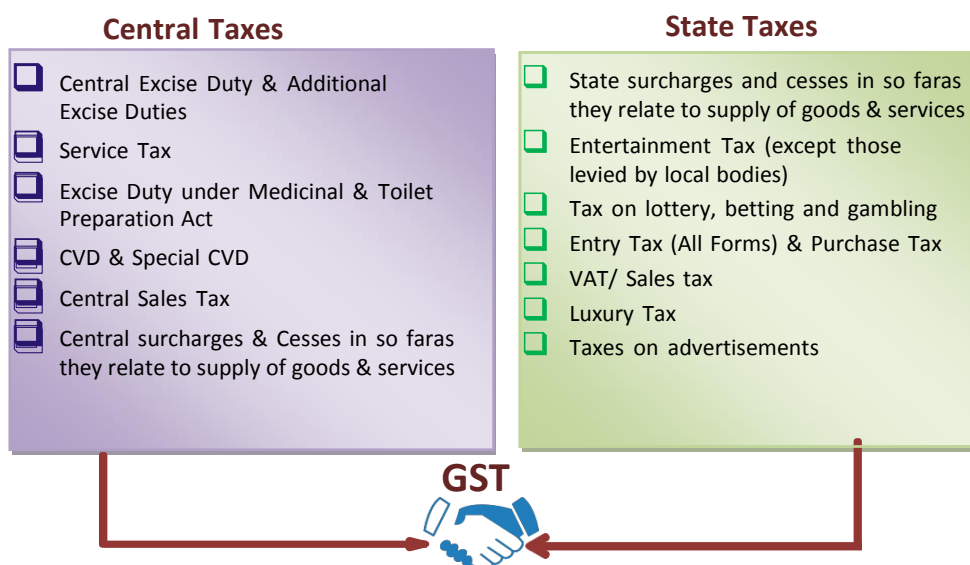 Central Taxes
Central Excise Duty & Additional
Excise Duties
Service Tax
Excise Duty under Medicinal & Toilet
Preparation Act
CVD & Special CVD
Central Sales Tax
Central surcharges & Cesses in so faras
they relate to supply of goods & services
State Taxes
State surcharges and cesses in so faras
they relate to supply of goods & services
Entertainment Tax (except those
levied by local bodies)
Tax on lottery, betting and gambling
Entry Tax (All Forms) & Purchase Tax
VAT/ Sales tax
Luxury Tax
Taxes on advertisements
GST